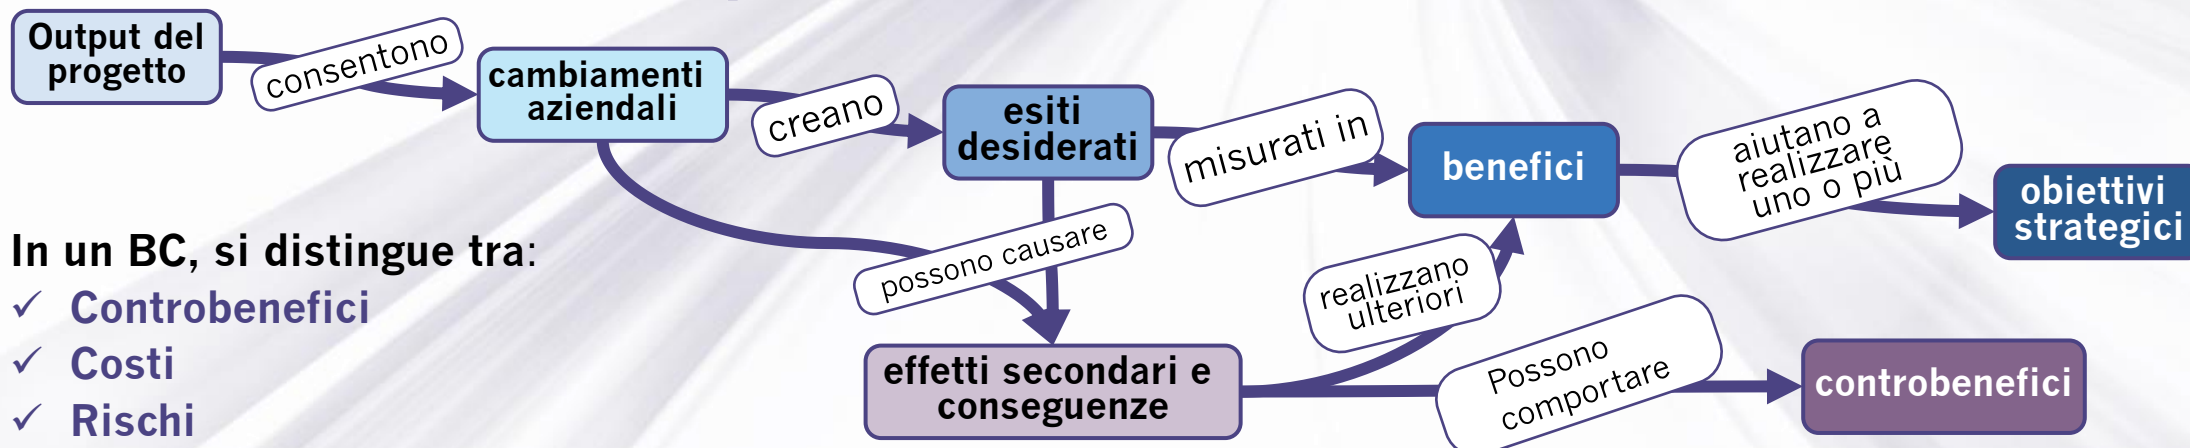 Output del
progetto
consentono
cambiamenti
aziendali
creano
esiti
desiderati
misurati in
benefici
aiutano a
realizzare
uno o più
obiettivi
strategici
possono causare
In un BC, si distingue tra:
✓ Controbenefici
✓ Costi
✓ Rischi
effetti secondari e
conseguenze
realizzano
ulteriori
Possono
comportare
controbenefici